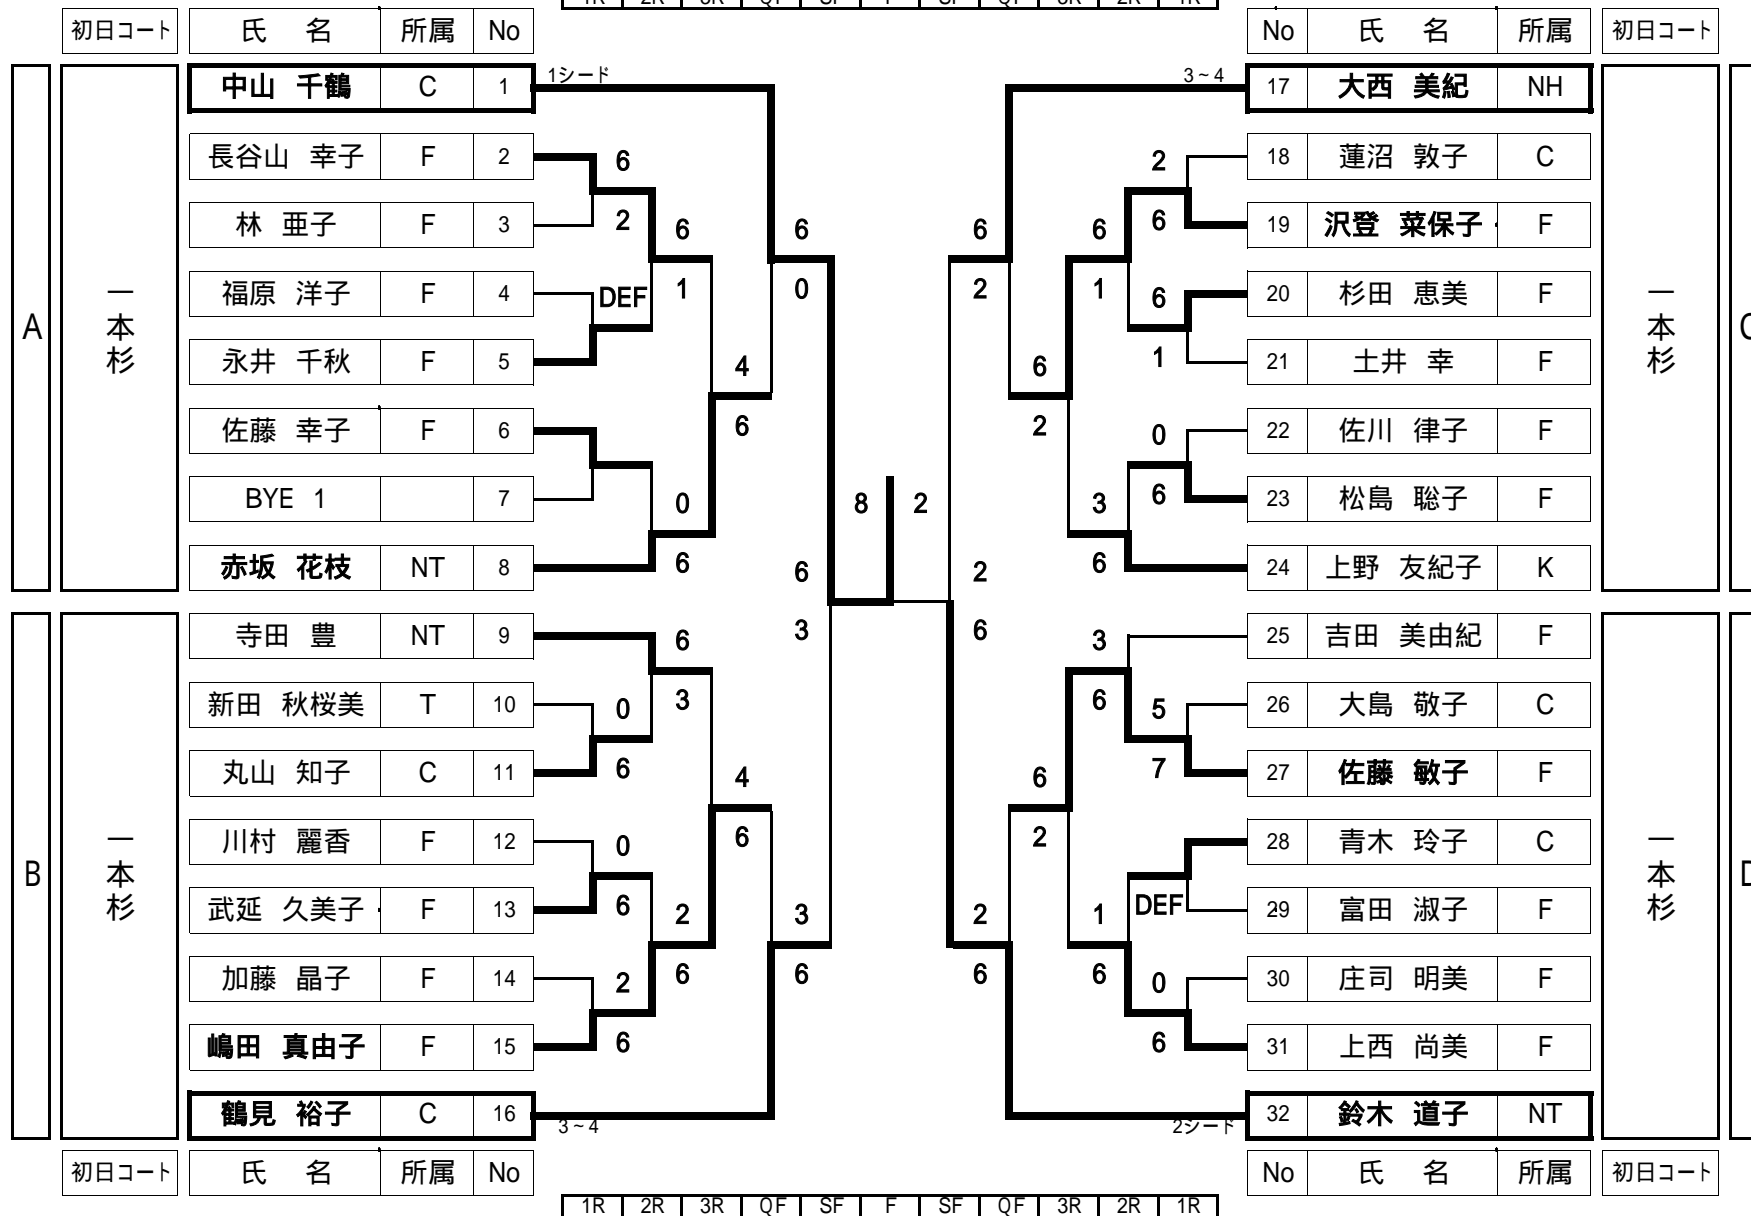 1R 2R 3R QF SF F SF QF 3R 2R 1R
初日コート 氏 名 所属 No
No 氏 名 所属 初日コート
A
一本杉
中山 千鶴 C 1 1シード
長谷山 幸子 F 2
林 亜子 F 3
福原 洋子 F 4
永井 千秋 F 5
佐藤 幸子 F 6
BYE 1 7
赤坂 花枝 NT 8
B
一本杉
寺田 豊 NT 9
新田 秋桜美 T 10
丸山 知子 C 11
川村 麗香 F 12
武延 久美子 F 13
加藤 晶子 F 14
嶋田 真由子 F 15
鶴見 裕子 C 16 3~4
6
2
DEF
0
6
0
6
2
6
6
1
0
6
6
3
2
6
4
6
4
6
6
0
3
6
6
3
8 2
2
6
6
2
2
6
6
2
6
2
6
1
3
6
3
6
1
6
2
6
6
1
0
6
5
7
DEF
0
6
3~4 17 大西 美紀 NH
18 蓮沼 敦子 C
19 沢登 菜保子 F
20 杉田 恵美 F
21 土井 幸 F
22 佐川 律子 F
23 松島 聡子 F
24 上野 友紀子 K
一本杉
25 吉田 美由紀 F
26 大島 敬子 C
27 佐藤 敏子 F
28 青木 玲子 C
29 富田 淑子 F
30 庄司 明美 F
31 上西 尚美 F
2シード 32 鈴木 道子 NT
一本杉
初日コート 氏 名 所属 No
No 氏 名 所属 初日コート
1R 2R 3R QF SF F SF QF 3R 2R 1R